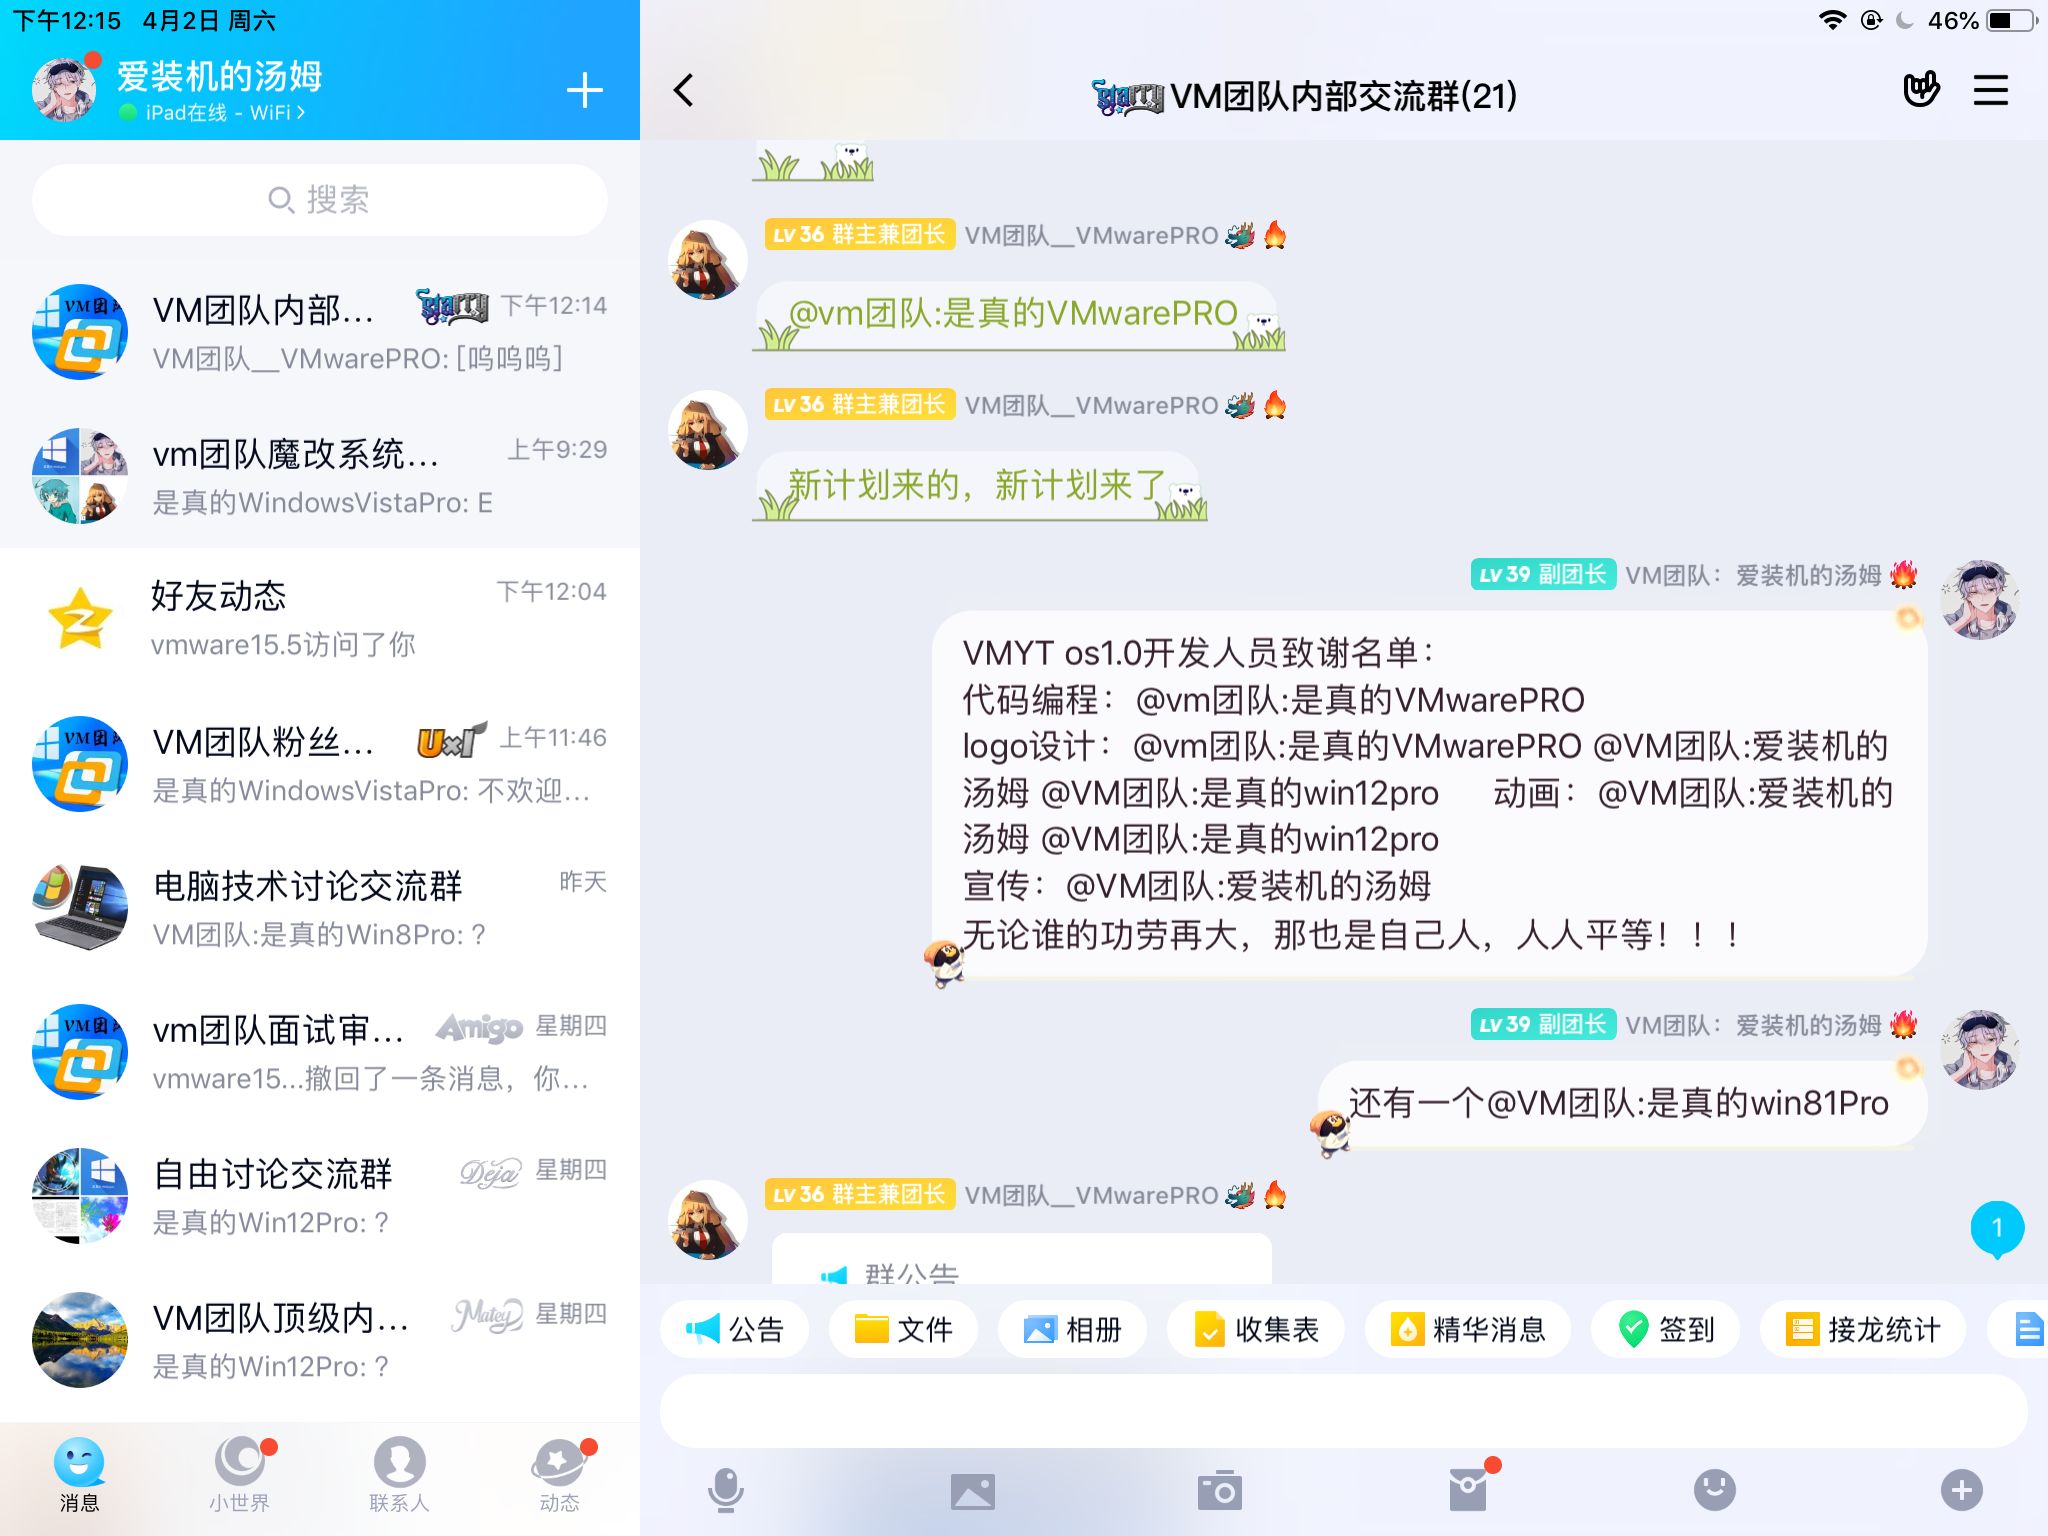 下午12:15 4月2日 周六
46%
爱装机的汤姆
iPad在线 - WiFi
搜索
VM团队内部... Starry 下午12:14
VM团队__VMwarePRO: [呜呜呜]
vm团队魔改系统... 上午9:29
是真的WindowsVistaPro: E
好友动态 下午12:04
vmware15.5访问了你
VM团队粉丝... UxI 上午11:46
是真的WindowsVistaPro: 不欢迎...
电脑技术讨论交流群 昨天
VM团队:是真的Win8Pro: ?
vm团队面试审... Amigo 星期四
vmware15...撤回了一条消息，你...
自由讨论交流群 Deja 星期四
是真的Win12Pro: ?
VM团队顶级内... Matey 星期四
是真的Win12Pro: ?
消息 小世界 联系人 动态
Starry VM团队内部交流群(21)
LV 36 群主兼团长 VM团队__VMwarePRO
@vm团队:是真的VMwarePRO
LV 36 群主兼团长 VM团队__VMwarePRO
新计划来的，新计划来了
LV 39 副团长 VM团队：爱装机的汤姆
VMYT os1.0开发人员致谢名单：
代码编程：@vm团队:是真的VMwarePRO
logo设计：@vm团队:是真的VMwarePRO @VM团队:爱装机的
汤姆 @VM团队:是真的win12pro 动画：@VM团队:爱装机的
汤姆 @VM团队:是真的win12pro
宣传：@VM团队:爱装机的汤姆
无论谁的功劳再大，那也是自己人，人人平等！！！
LV 39 副团长 VM团队：爱装机的汤姆
还有一个@VM团队:是真的win81Pro
LV 36 群主兼团长 VM团队__VMwarePRO
1
群公告
公告 文件 相册 收集表 精华消息 签到 接龙统计